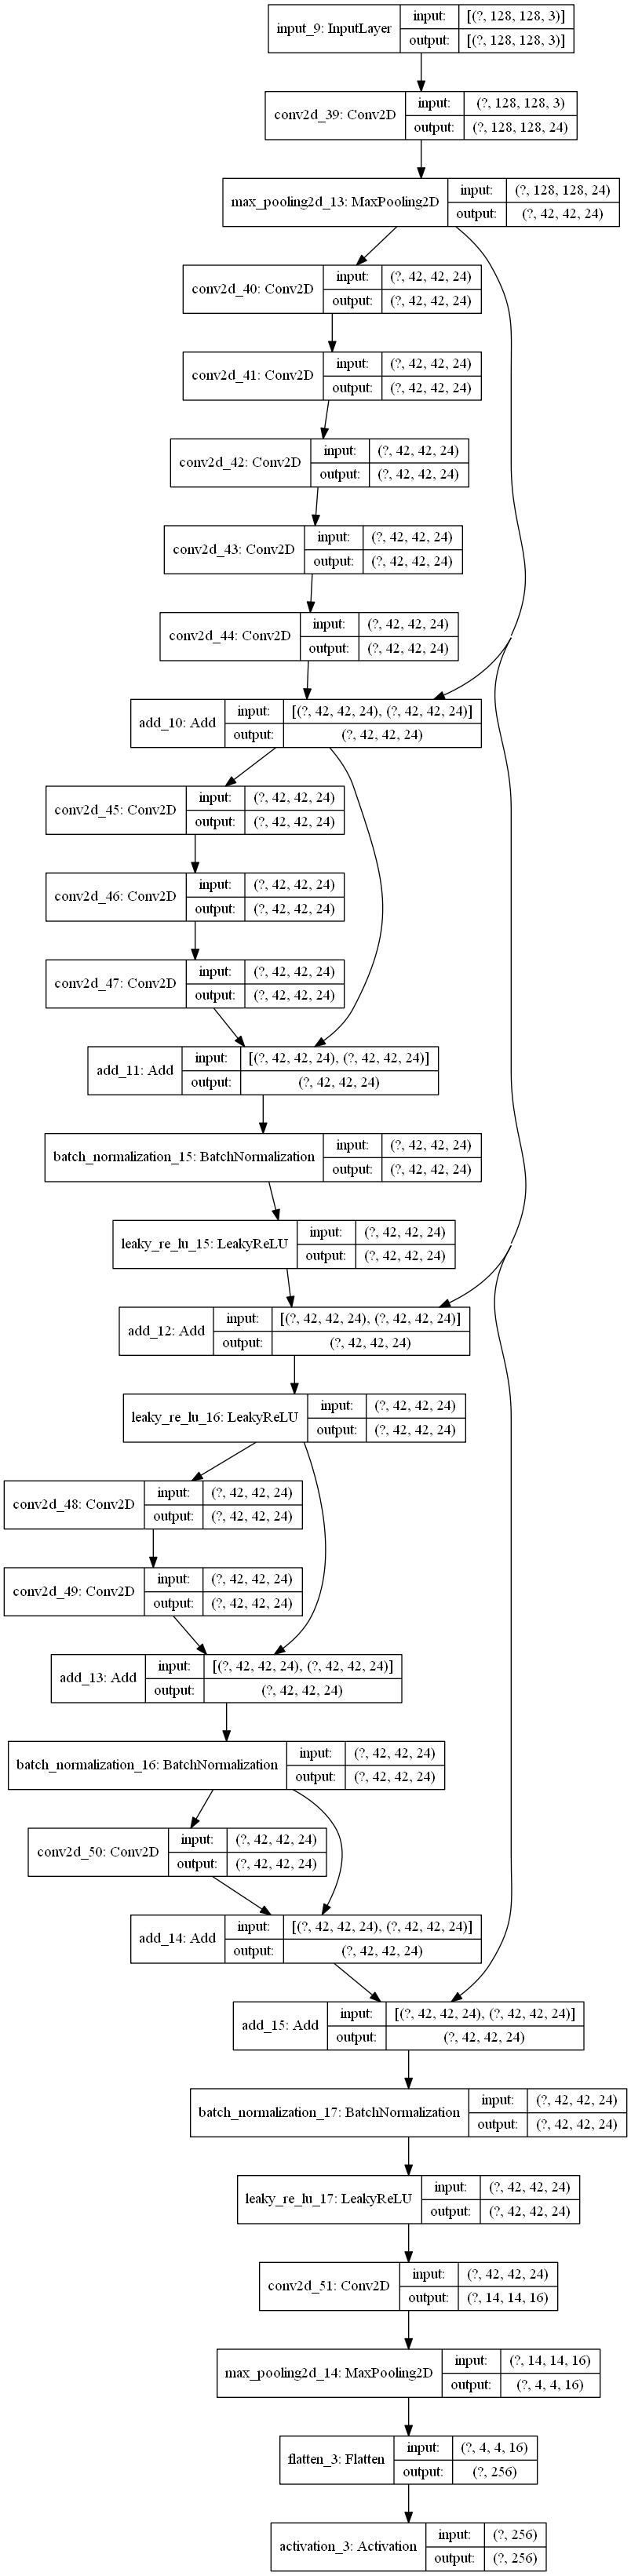 input_9: InputLayer
input: [(?, 128, 128, 3)]
output: [(?, 128, 128, 3)]
conv2d_39: Conv2D
input: (?, 128, 128, 3)
output: (?, 128, 128, 24)
max_pooling2d_13: MaxPooling2D
input: (?, 128, 128, 24)
output: (?, 42, 42, 24)
conv2d_40: Conv2D
input: (?, 42, 42, 24)
output: (?, 42, 42, 24)
conv2d_41: Conv2D
input: (?, 42, 42, 24)
output: (?, 42, 42, 24)
conv2d_42: Conv2D
input: (?, 42, 42, 24)
output: (?, 42, 42, 24)
conv2d_43: Conv2D
input: (?, 42, 42, 24)
output: (?, 42, 42, 24)
conv2d_44: Conv2D
input: (?, 42, 42, 24)
output: (?, 42, 42, 24)
add_10: Add
input: [(?, 42, 42, 24), (?, 42, 42, 24)]
output: (?, 42, 42, 24)
conv2d_45: Conv2D
input: (?, 42, 42, 24)
output: (?, 42, 42, 24)
conv2d_46: Conv2D
input: (?, 42, 42, 24)
output: (?, 42, 42, 24)
conv2d_47: Conv2D
input: (?, 42, 42, 24)
output: (?, 42, 42, 24)
add_11: Add
input: [(?, 42, 42, 24), (?, 42, 42, 24)]
output: (?, 42, 42, 24)
batch_normalization_15: BatchNormalization
input: (?, 42, 42, 24)
output: (?, 42, 42, 24)
leaky_re_lu_15: LeakyReLU
input: (?, 42, 42, 24)
output: (?, 42, 42, 24)
add_12: Add
input: [(?, 42, 42, 24), (?, 42, 42, 24)]
output: (?, 42, 42, 24)
leaky_re_lu_16: LeakyReLU
input: (?, 42, 42, 24)
output: (?, 42, 42, 24)
conv2d_48: Conv2D
input: (?, 42, 42, 24)
output: (?, 42, 42, 24)
conv2d_49: Conv2D
input: (?, 42, 42, 24)
output: (?, 42, 42, 24)
add_13: Add
input: [(?, 42, 42, 24), (?, 42, 42, 24)]
output: (?, 42, 42, 24)
batch_normalization_16: BatchNormalization
input: (?, 42, 42, 24)
output: (?, 42, 42, 24)
conv2d_50: Conv2D
input: (?, 42, 42, 24)
output: (?, 42, 42, 24)
add_14: Add
input: [(?, 42, 42, 24), (?, 42, 42, 24)]
output: (?, 42, 42, 24)
add_15: Add
input: [(?, 42, 42, 24), (?, 42, 42, 24)]
output: (?, 42, 42, 24)
batch_normalization_17: BatchNormalization
input: (?, 42, 42, 24)
output: (?, 42, 42, 24)
leaky_re_lu_17: LeakyReLU
input: (?, 42, 42, 24)
output: (?, 42, 42, 24)
conv2d_51: Conv2D
input: (?, 42, 42, 24)
output: (?, 14, 14, 16)
max_pooling2d_14: MaxPooling2D
input: (?, 14, 14, 16)
output: (?, 4, 4, 16)
flatten_3: Flatten
input: (?, 4, 4, 16)
output: (?, 256)
activation_3: Activation
input: (?, 256)
output: (?, 256)